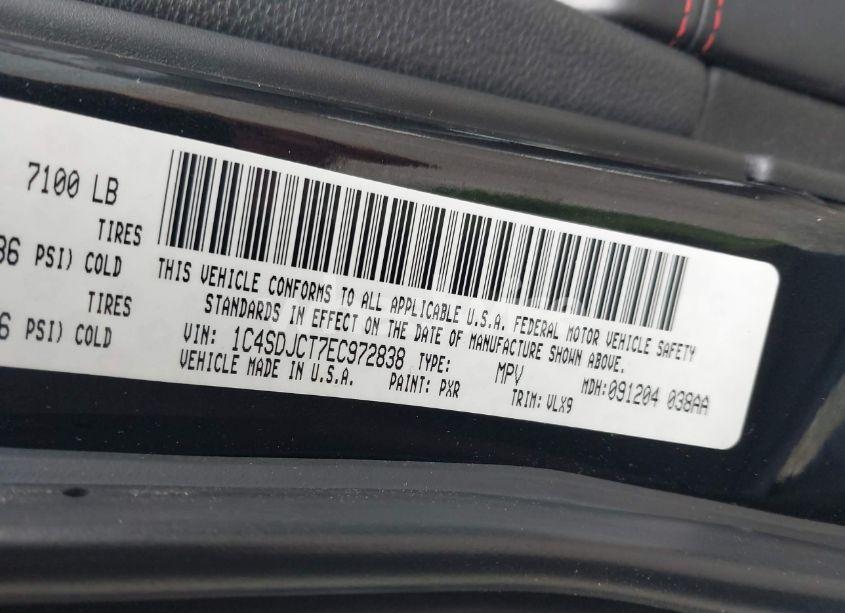 7100 LB
TIRES
36 PSI) COLD
TIRES
6 PSI) COLD
THIS VEHICLE CONFORMS TO ALL APPLICABLE U.S.A. FEDERAL MOTOR VEHICLE SAFETY
STANDARDS IN EFFECT ON THE DATE OF MANUFACTURE SHOWN ABOVE.
VIN: 1C4SDJCT7EC972838 TYPE: MPV MDH:091204 038AA
VEHICLE MADE IN U.S.A. PAINT: PXR TRIM: VLX9